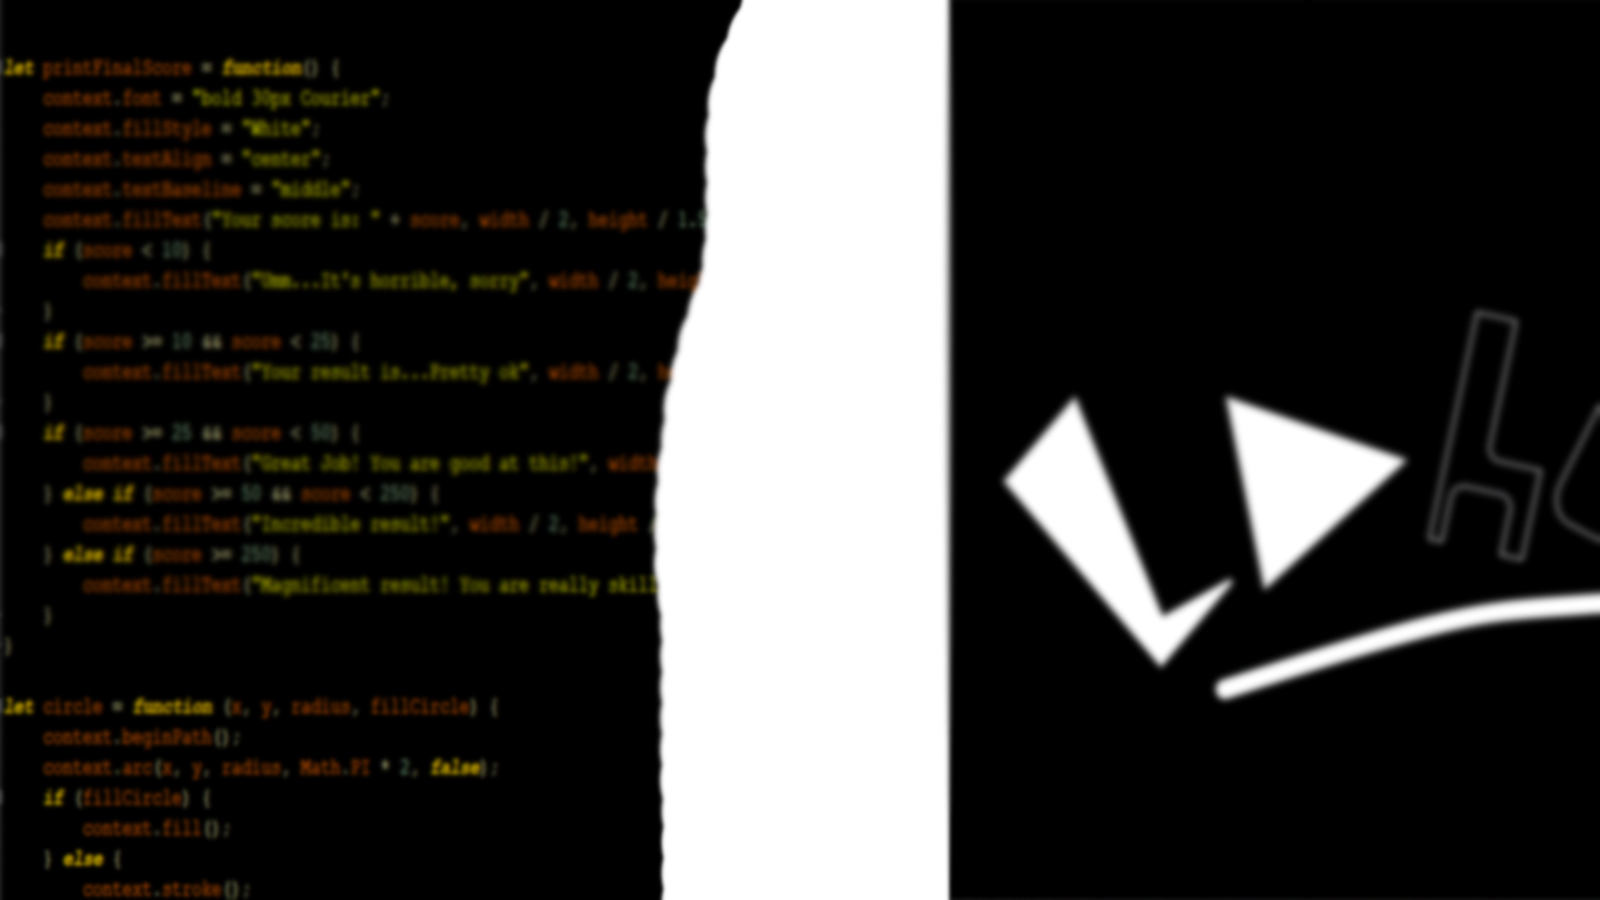 let printFinalScore = function() {
context.font = "bold 30px Courier";
context.fillStyle = "White";
context.textAlign = "center";
context.textBaseline = "middle";
context.fillText("Your score is: " + score, width / 2, height / 1.5
if (score < 10) {
context.fillText("Umm...It's horrible, sorry", width / 2, heig
}
if (score >= 10 && score < 25) {
context.fillText("Your result is...Pretty ok", width / 2, h
}
if (score >= 25 && score < 50) {
context.fillText("Great Job! You are good at this!", width
} else if (score >= 50 && score < 250) {
context.fillText("Incredible result!", width / 2, height /
} else if (score >= 250) {
context.fillText("Magnificent result! You are really skill
}
}
let circle = function (x, y, radius, fillCircle) {
context.beginPath();
context.arc(x, y, radius, Math.PI * 2, false);
if (fillCircle) {
context.fill();
} else {
context.stroke();